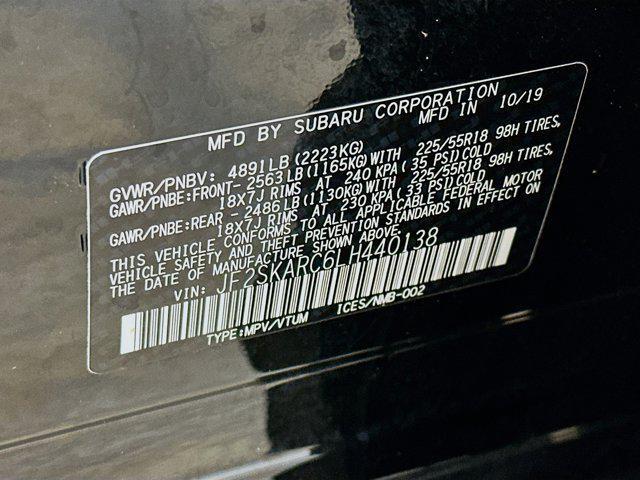 MFD BY SUBARU CORPORATION
MFD IN 10/19
GVWR/PNBV: 4891LB(2223KG)
GAWR/PNBE:FRONT-2563LB(1165KG)WITH 225/55R18 98H TIRES,
18X7J RIMS AT 240 KPA(35 PSI)COLD
GAWR/PNBE:REAR -2486LB(1130KG)WITH 225/55R18 98H TIRES,
18X7J RIMS AT 230 KPA(33 PSI)COLD
THIS VEHICLE CONFORMS TO ALL APPLICABLE FEDERAL MOTOR
VEHICLE SAFETY AND THEFT PREVENTION STANDARDS IN EFFECT ON
THE DATE OF MANUFACTURE SHOWN ABOVE.
VIN: JF2SKARC6LH440138
TYPE:MPV/VTUM ICES/NMB-002